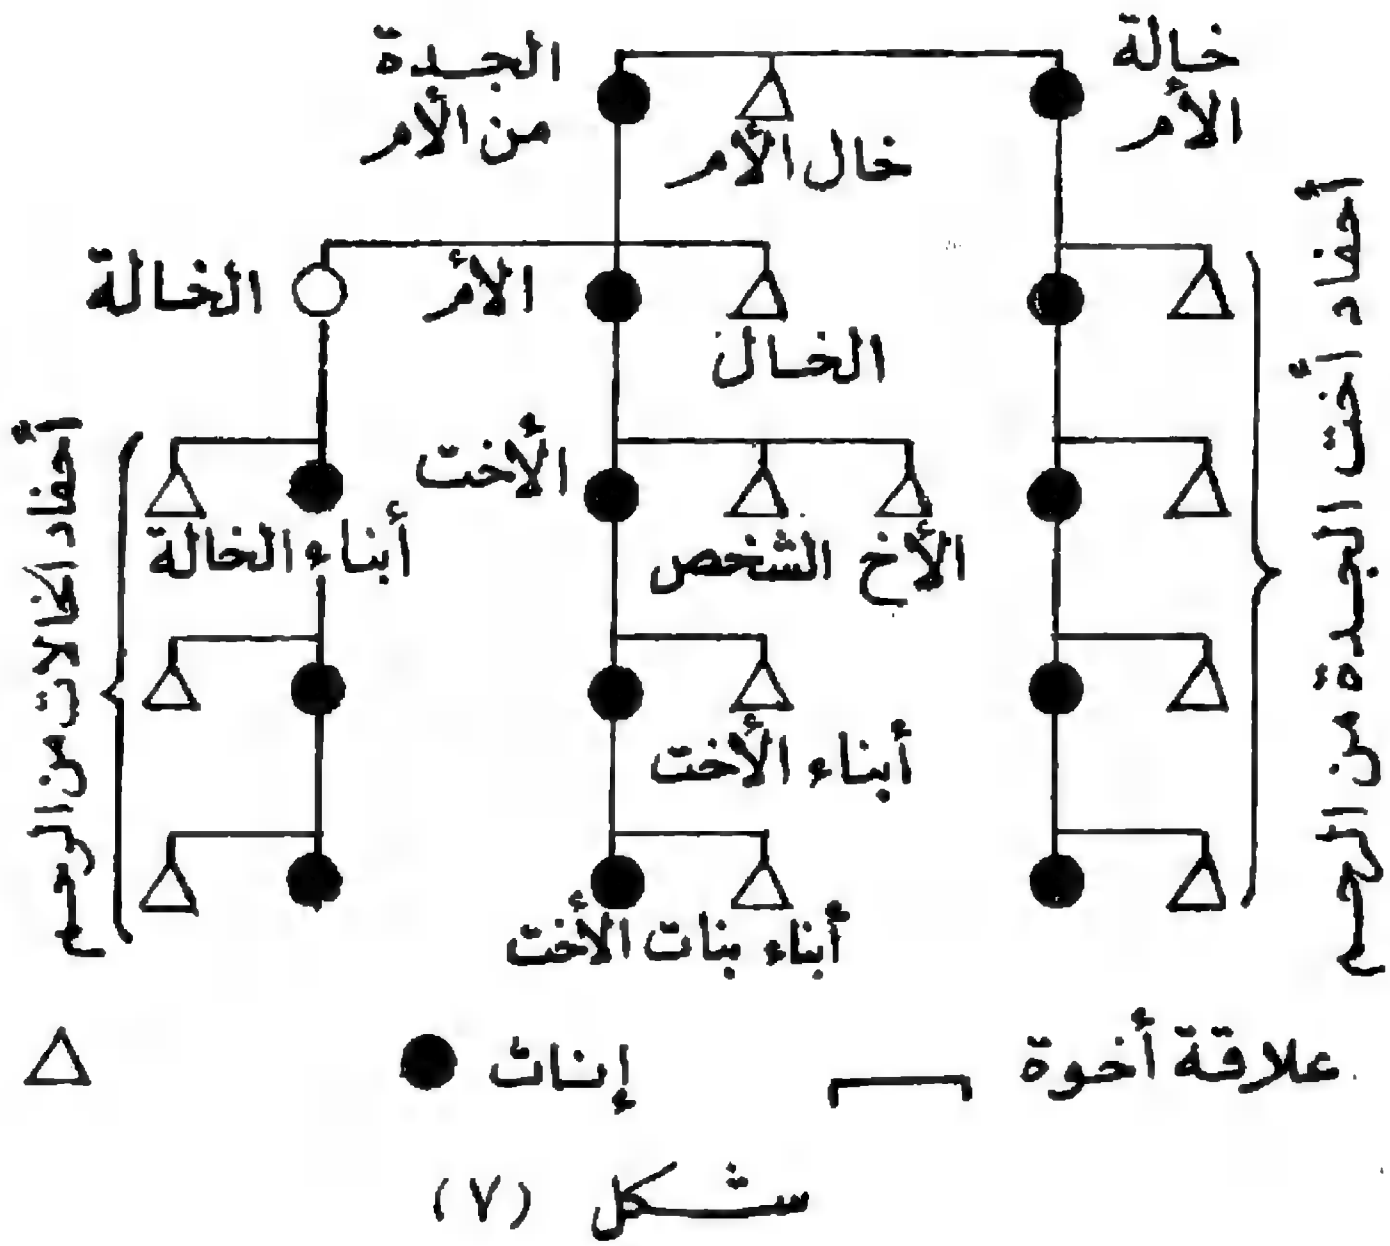 خالة
الأم
الجدة
من الأم
خال الأم
الأم
الخالة
الخال
الأخت
الأخ الشخص
أبناء الخالة
أبناء الأخت
أبناء بنات الأخت
أحفاد أخت الجدة من الرحم
أحفاد الخالات من الرحم
علاقة أخوة
إناث
شكل (٧)